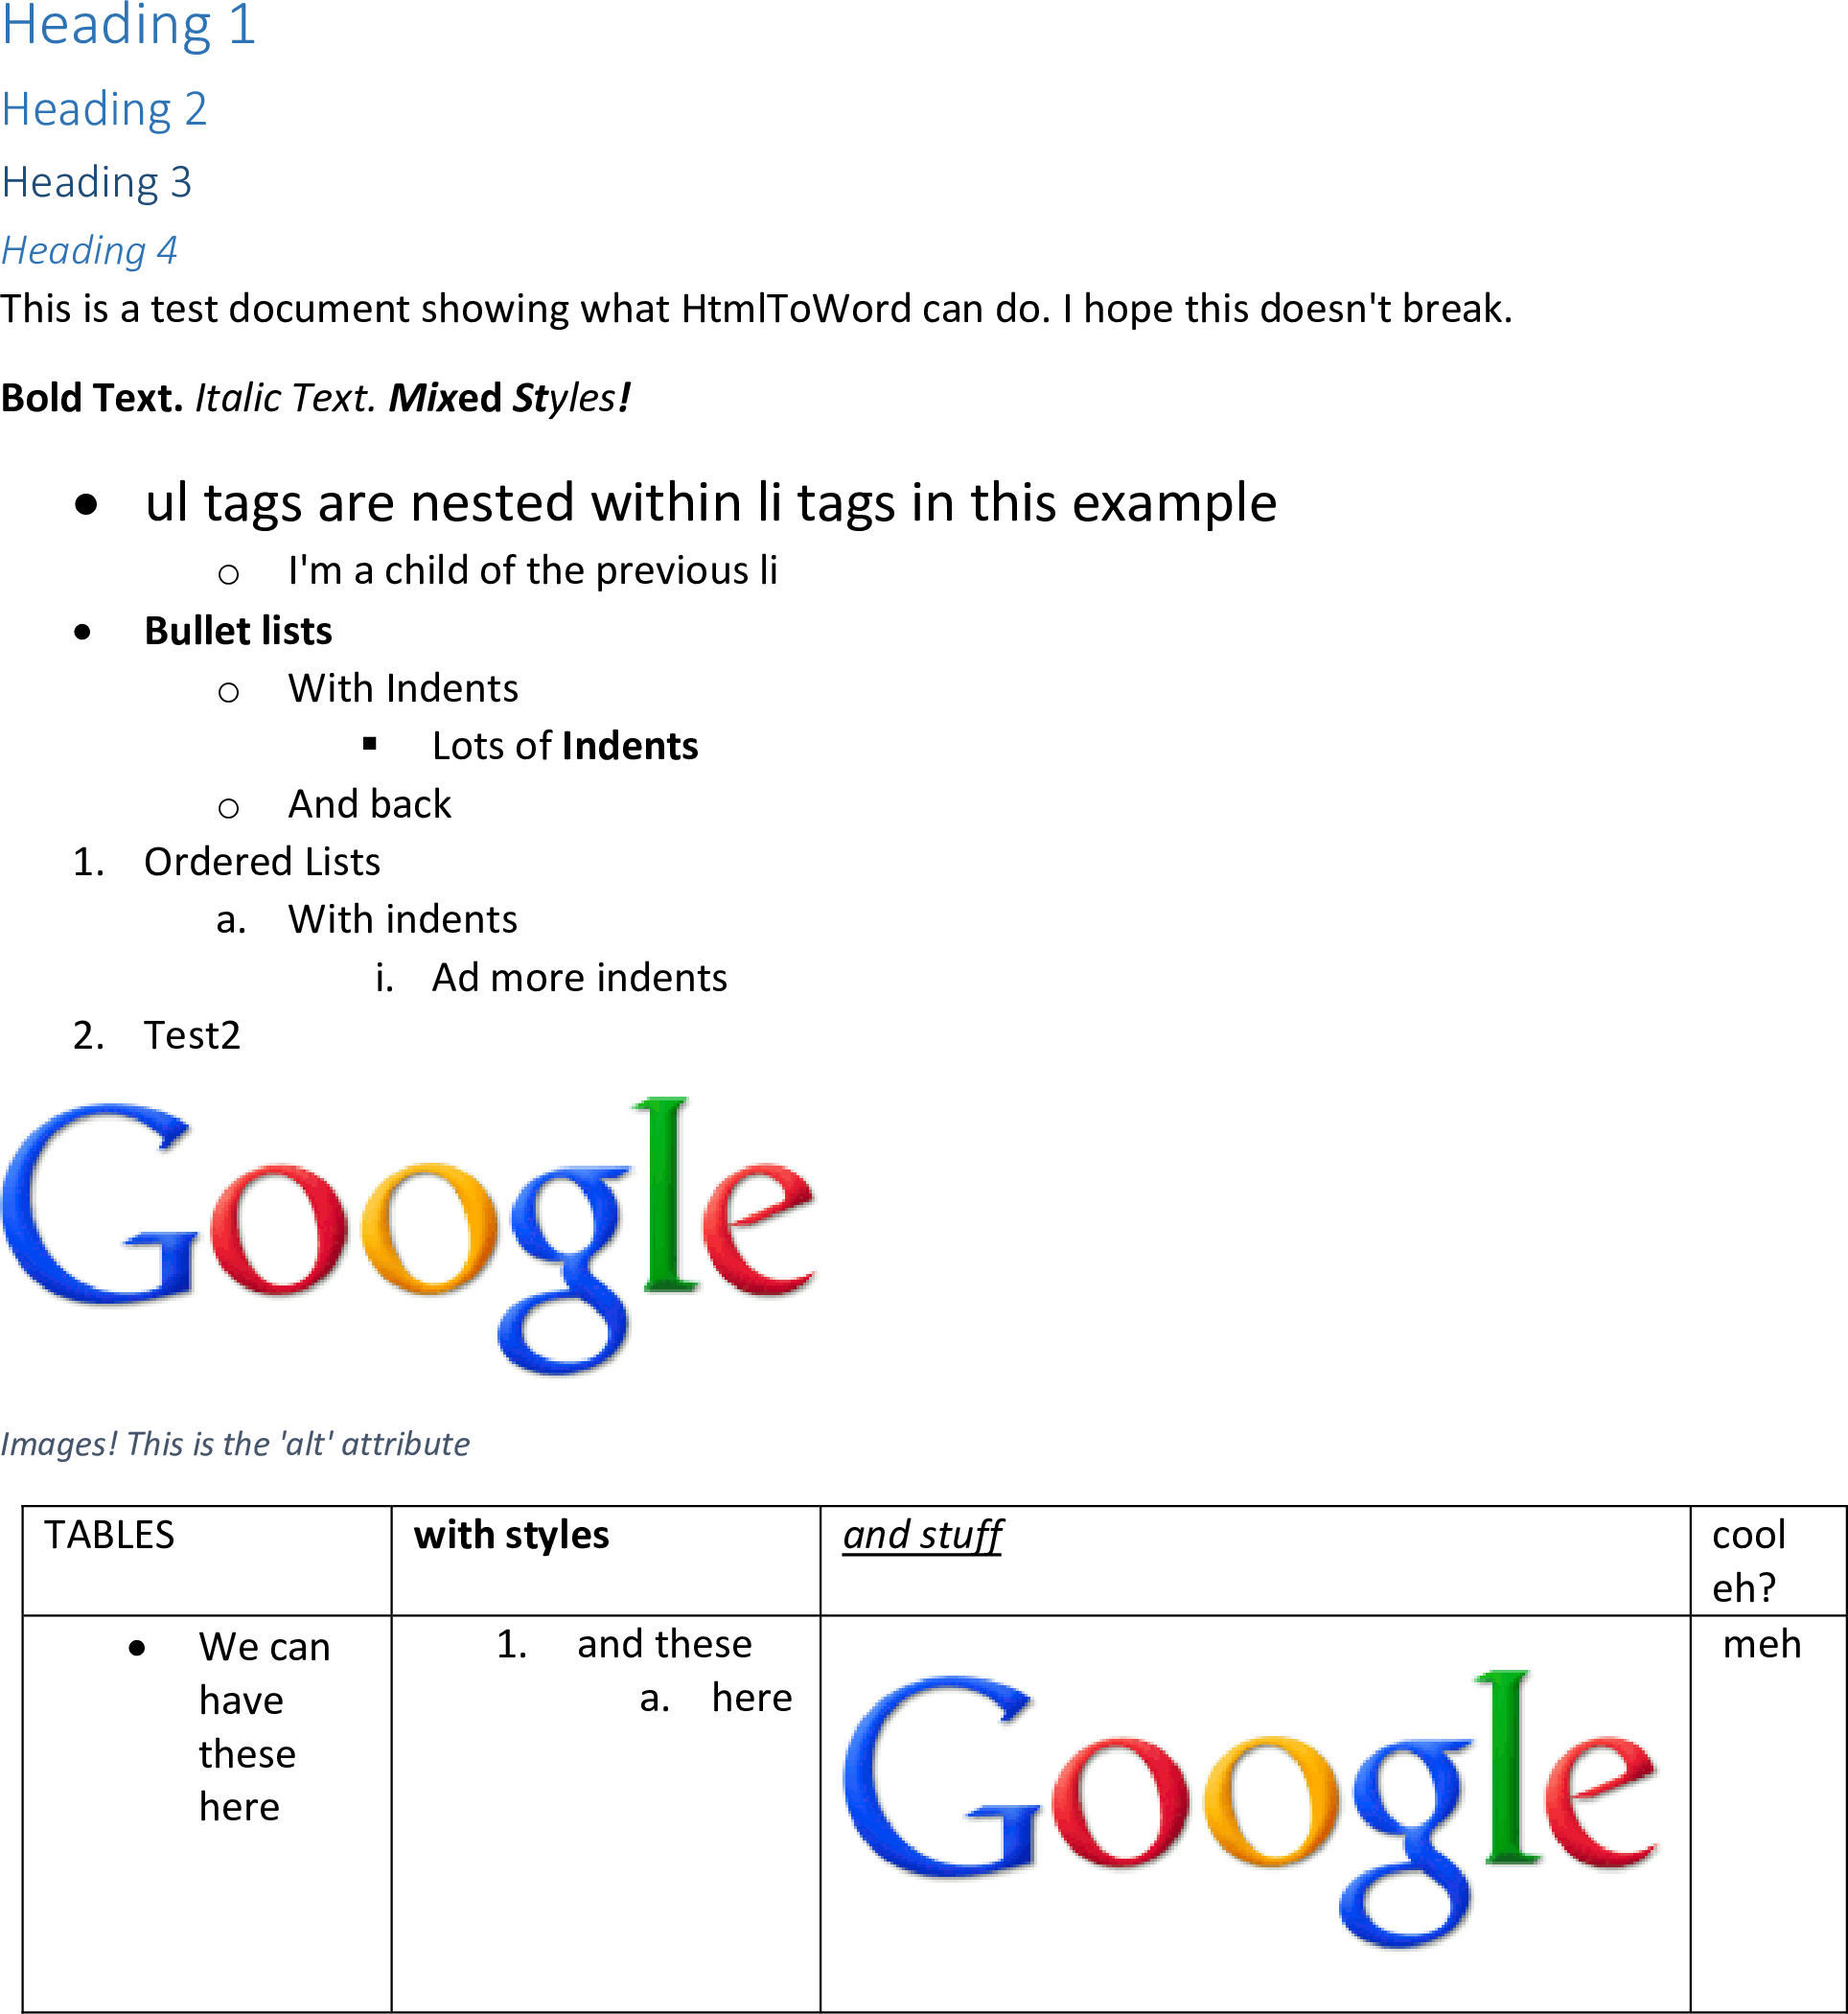 Heading 1
Heading 2
Heading 3
Heading 4
This is a test document showing what HtmlToWord can do. I hope this doesn't break.
Bold Text. Italic Text. Mixed Styles!
• ul tags are nested within li tags in this example
o I'm a child of the previous li
• Bullet lists
o With Indents
▪ Lots of Indents
o And back
1. Ordered Lists
a. With indents
i. Ad more indents
2. Test2
Google
Images! This is the 'alt' attribute
TABLES
with styles
and stuff
cool
eh?
• We can
have
these
here
1. and these
a. here
Google
meh